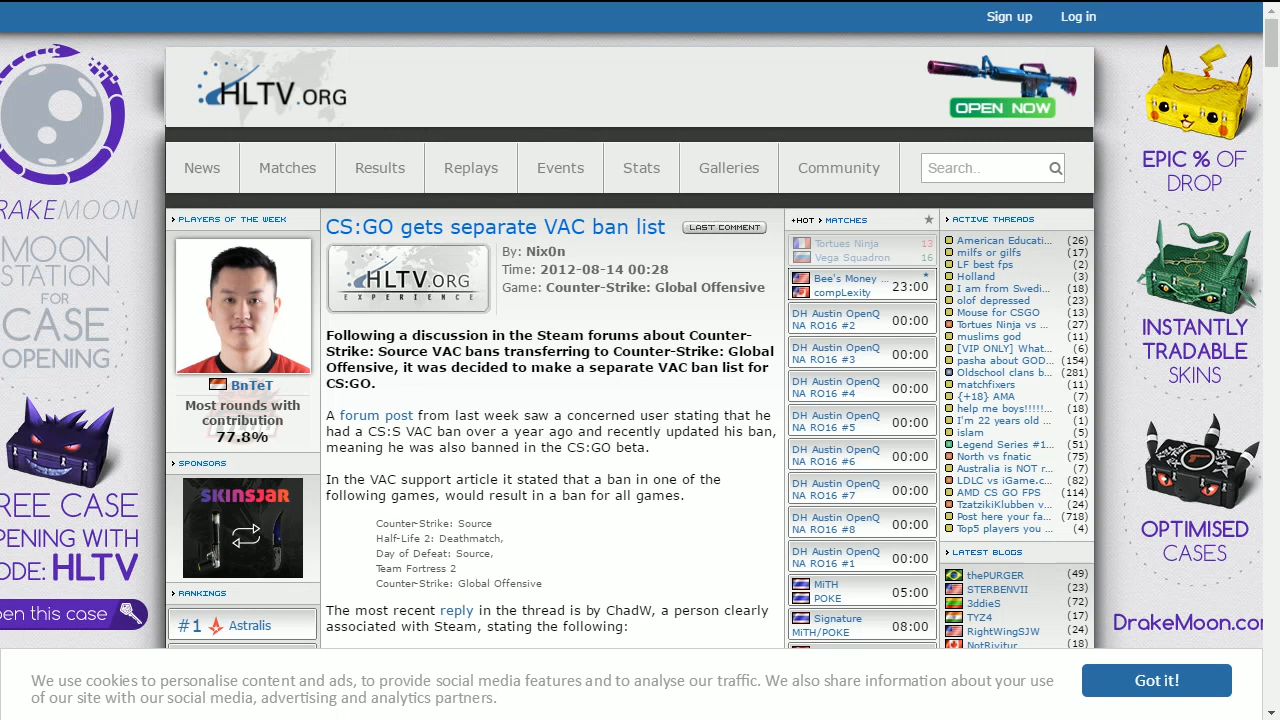 Sign up
Log in
HLTV.ORG
OPEN NOW
News
Matches
Results
Replays
Events
Stats
Galleries
Community
Search..
DRAKEMOON
MOON
STATION
FOR
CASE
OPENING
REE CASE
PENING WITH
ODE: HLTV
pen this case
PLAYERS OF THE WEEK
BnTeT
Most rounds with
contribution
77.8%
SPONSORS
SKINSJAR
RANKINGS
#1 Astralis
CS:GO gets separate VAC ban list
LAST COMMENT
HLTV.ORG
EXPERIENCE
By: Nix0n
Time: 2012-08-14 00:28
Game: Counter-Strike: Global Offensive
Following a discussion in the Steam forums about Counter-
Strike: Source VAC bans transferring to Counter-Strike: Global
Offensive, it was decided to make a separate VAC ban list for
CS:GO.
A forum post from last week saw a concerned user stating that he
had a CS:S VAC ban over a year ago and recently updated his ban,
meaning he was also banned in the CS:GO beta.
In the VAC support article it stated that a ban in one of the
following games, would result in a ban for all games.
Counter-Strike: Source
Half-Life 2: Deathmatch,
Day of Defeat: Source,
Team Fortress 2
Counter-Strike: Global Offensive
The most recent reply in the thread is by ChadW, a person clearly
associated with Steam, stating the following:
+HOT MATCHES
Tortues Ninja 13
Vega Squadron 16
Bee's Money ...
compLexity
23:00
DH Austin OpenQ
NA RO16 #2
00:00
DH Austin OpenQ
NA RO16 #3
00:00
DH Austin OpenQ
NA RO16 #4
00:00
DH Austin OpenQ
NA RO16 #5
00:00
DH Austin OpenQ
NA RO16 #6
00:00
DH Austin OpenQ
NA RO16 #7
00:00
DH Austin OpenQ
NA RO16 #8
00:00
DH Austin OpenQ
NA RO16 #1
00:00
MiTH
POKE
05:00
Signature
MiTH/POKE
08:00
ACTIVE THREADS
American Educati... (26)
milfs or gilfs (17)
LF best fps (2)
Holland (3)
I am from Swedi... (18)
olof depressed (23)
Mouse for CSGO (13)
Tortues Ninja vs ... (27)
muslims god (11)
[VIP ONLY] What... (6)
pasha about GOD... (154)
Oldschool clans b... (281)
matchfixers (11)
{+18} AMA (7)
help me boys!!!!!... (18)
I'm 22 years old ... (1)
islam (5)
Legend Series #1... (51)
North vs fnatic (75)
Australia is NOT r... (7)
LDLC vs iGame.c... (82)
AMD CS GO FPS (114)
TzatzikiKlubben v... (24)
Post here your fa... (718)
Top5 players you ... (4)
LATEST BLOGS
thePURGER (49)
STERBENVII (23)
3ddieS (72)
TYZ4 (17)
RightWingSJW (24)
NotRivitur (18)
EPIC % OF
DROP
INSTANTLY
TRADABLE
SKINS
OPTIMISED
CASES
DrakeMoon.com
We use cookies to personalise content and ads, to provide social media features and to analyse our traffic. We also share information about your use
of our site with our social media, advertising and analytics partners.
Got it!